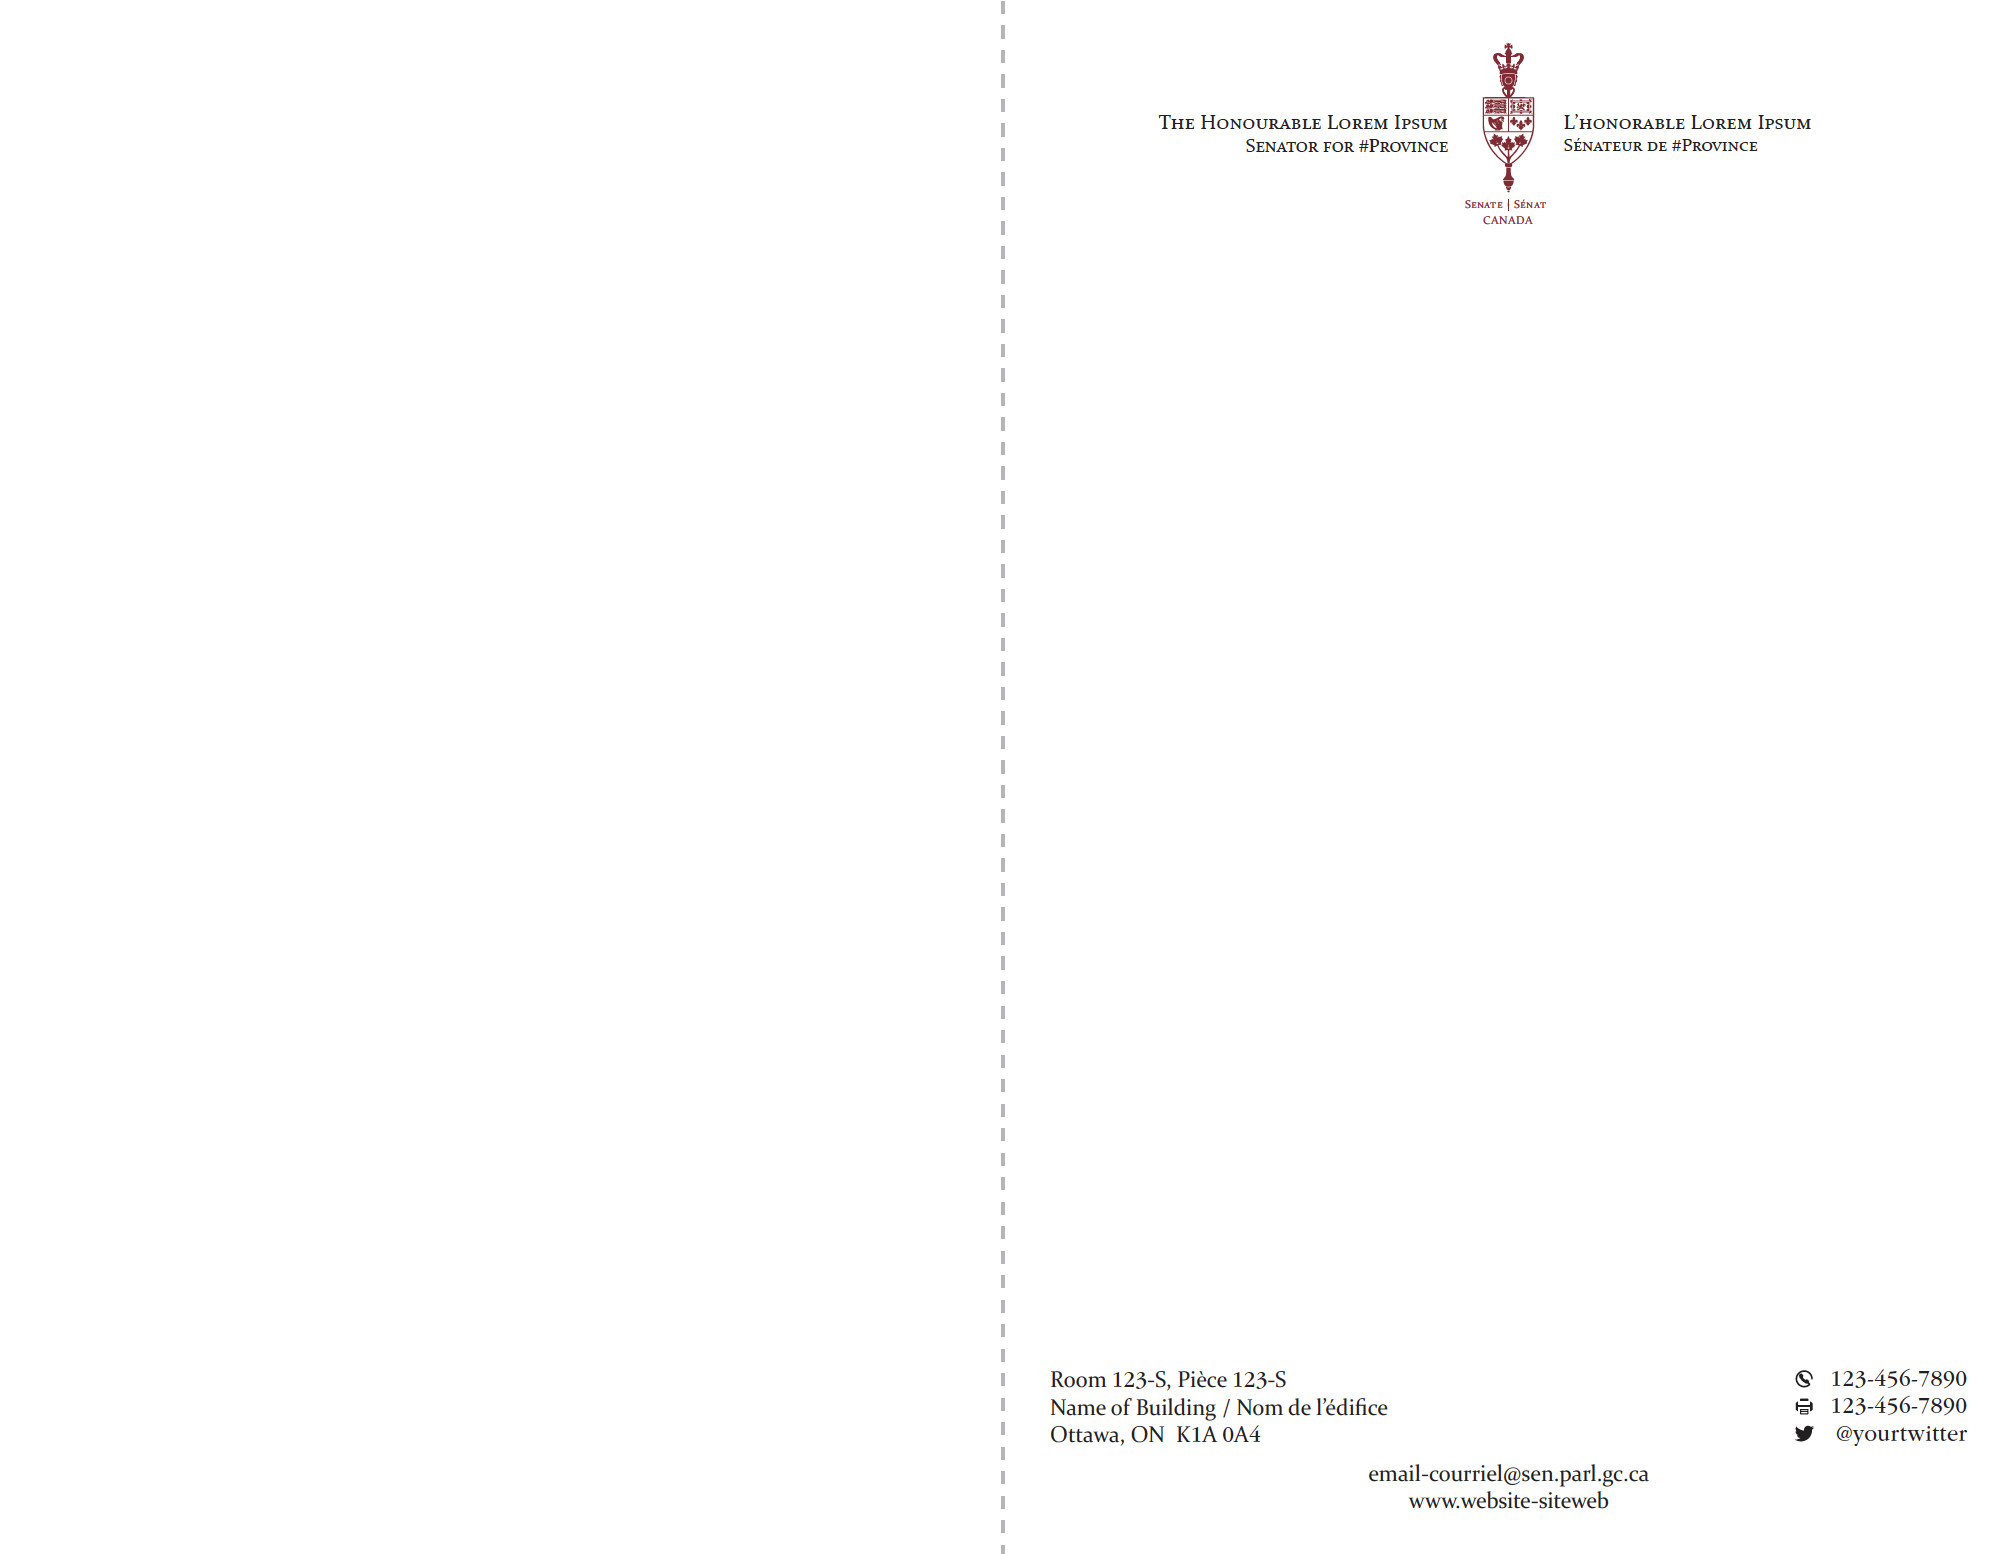 The Honourable Lorem Ipsum
Senator for #Province
L’honorable Lorem Ipsum
Sénateur de #Province
Senate | Sénat
CANADA
Room 123-S, Pièce 123-S
Name of Building / Nom de l’édifice
Ottawa, ON  K1A 0A4
123-456-7890
123-456-7890
@yourtwitter
email-courriel@sen.parl.gc.ca
www.website-siteweb